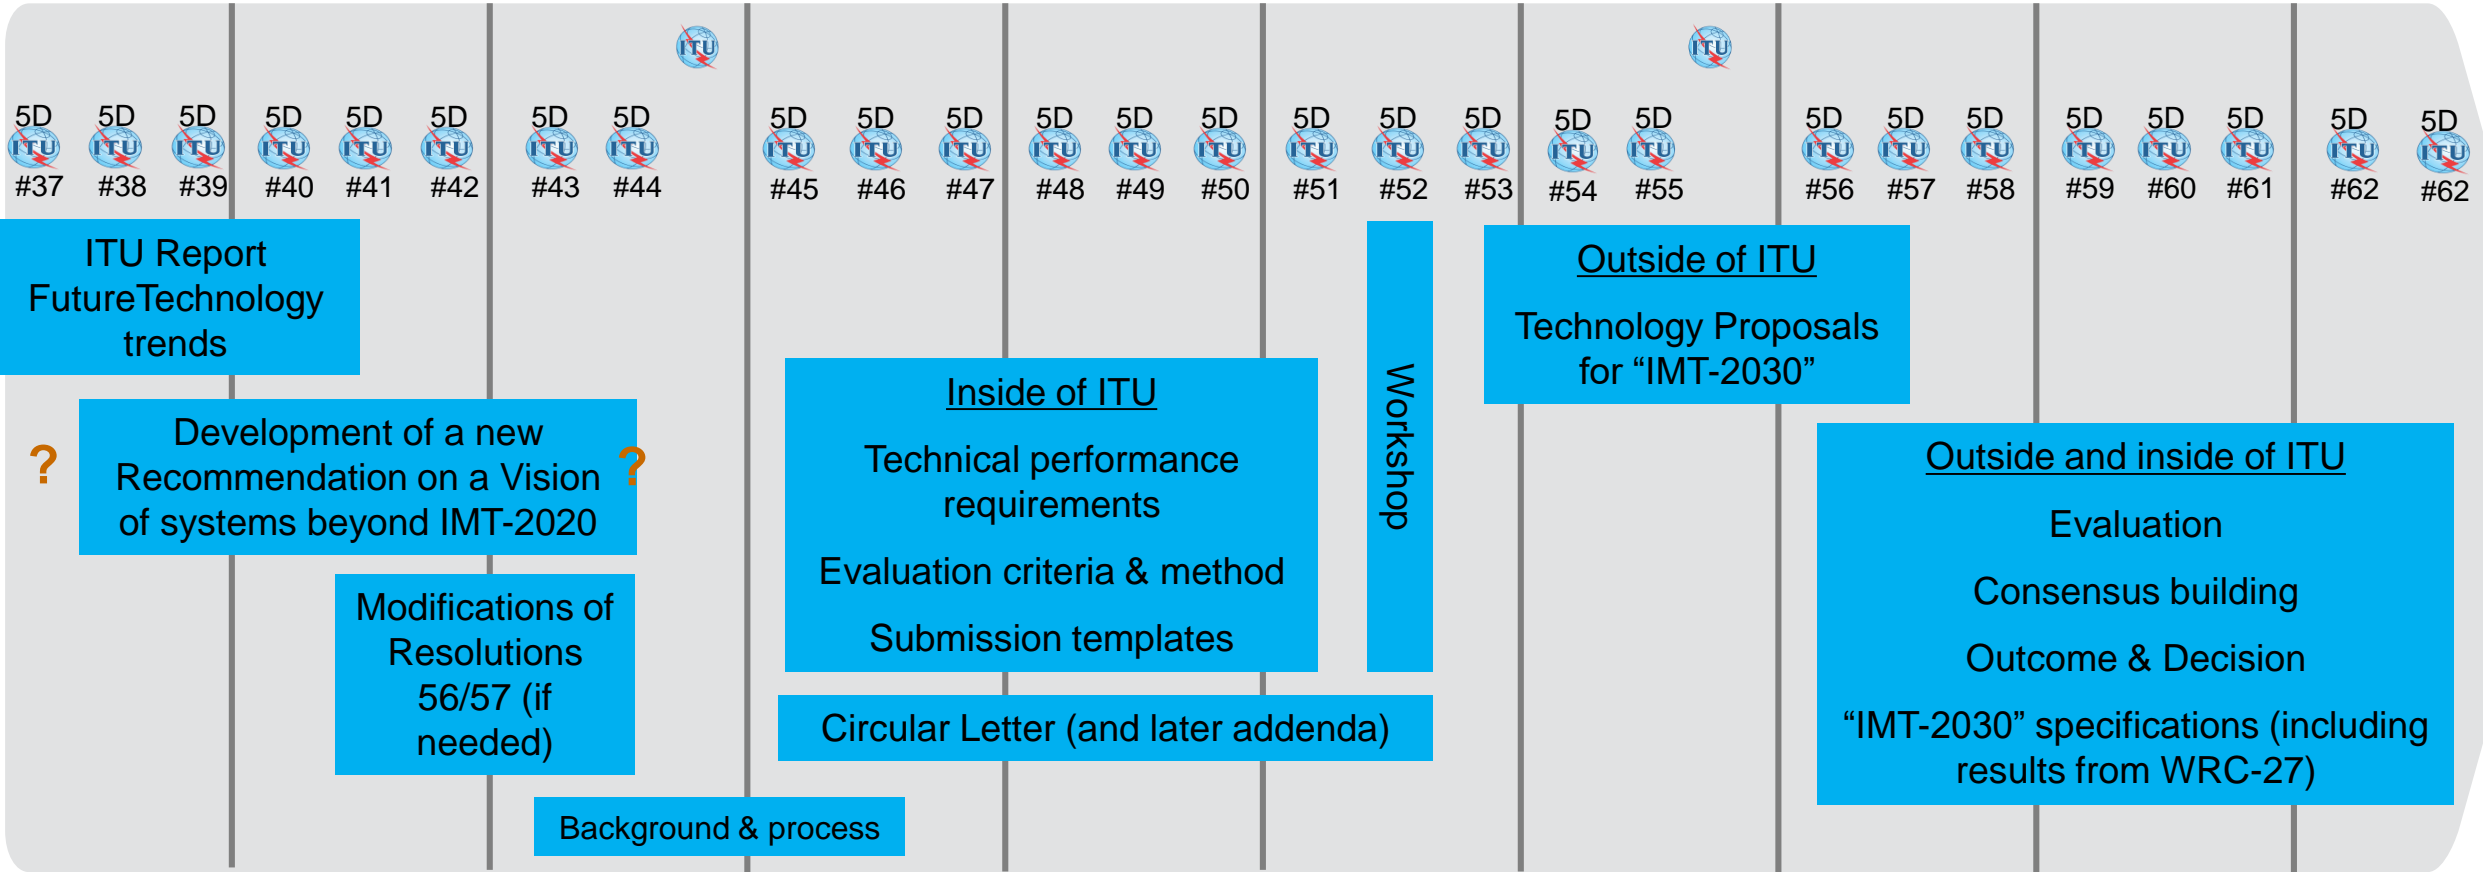 ITU
ITU
5D 5D 5D 5D 5D 5D 5D 5D 5D 5D 5D 5D 5D 5D 5D 5D 5D 5D 5D 5D 5D 5D 5D 5D 5D 5D 5D
ITU ITU ITU ITU ITU ITU ITU ITU ITU ITU ITU ITU ITU ITU ITU ITU ITU ITU ITU ITU ITU ITU ITU ITU ITU ITU ITU
#37 #38 #39 #40 #41 #42 #43 #44 #45 #46 #47 #48 #49 #50 #51 #52 #53 #54 #55 #56 #57 #58 #59 #60 #61 #62 #62
ITU Report
FutureTechnology
trends
?
Development of a new
Recommendation on a Vision
of systems beyond IMT-2020
?
Modifications of
Resolutions
56/57 (if
needed)
Background & process
Inside of ITU
Technical performance
requirements
Evaluation criteria & method
Submission templates
Circular Letter (and later addenda)
Workshop
Outside of ITU
Technology Proposals
for “IMT-2030”
Outside and inside of ITU
Evaluation
Consensus building
Outcome & Decision
“IMT-2030” specifications (including
results from WRC-27)